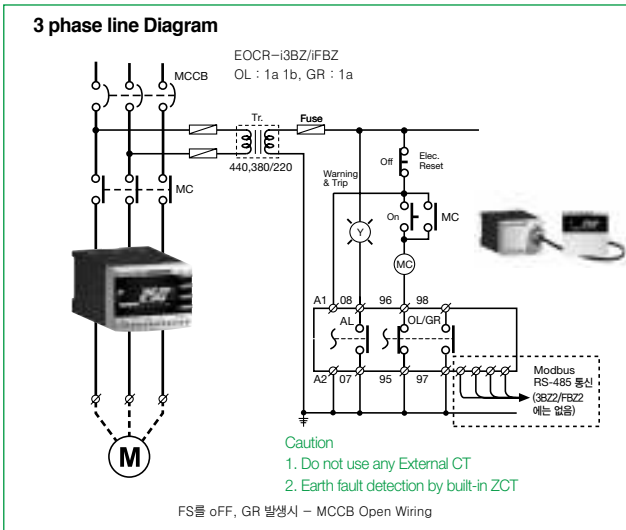 3 phase line Diagram
EOCR-i3BZ/iFBZ
OL : 1a 1b, GR : 1a
MCCB
Tr.
Fuse
440,380/220
Off
Elec.
Reset
Warning
& Trip
On
MC
MC
Y
MC
A1 08 96 98
AL
OL/GR
A2 07 95 97
Modbus
RS-485 통신
(3BZ2/FBZ2
에는 없음)
M
Caution
1. Do not use any External CT
2. Earth fault detection by built-in ZCT
FS를 oFF, GR 발생시 - MCCB Open Wiring